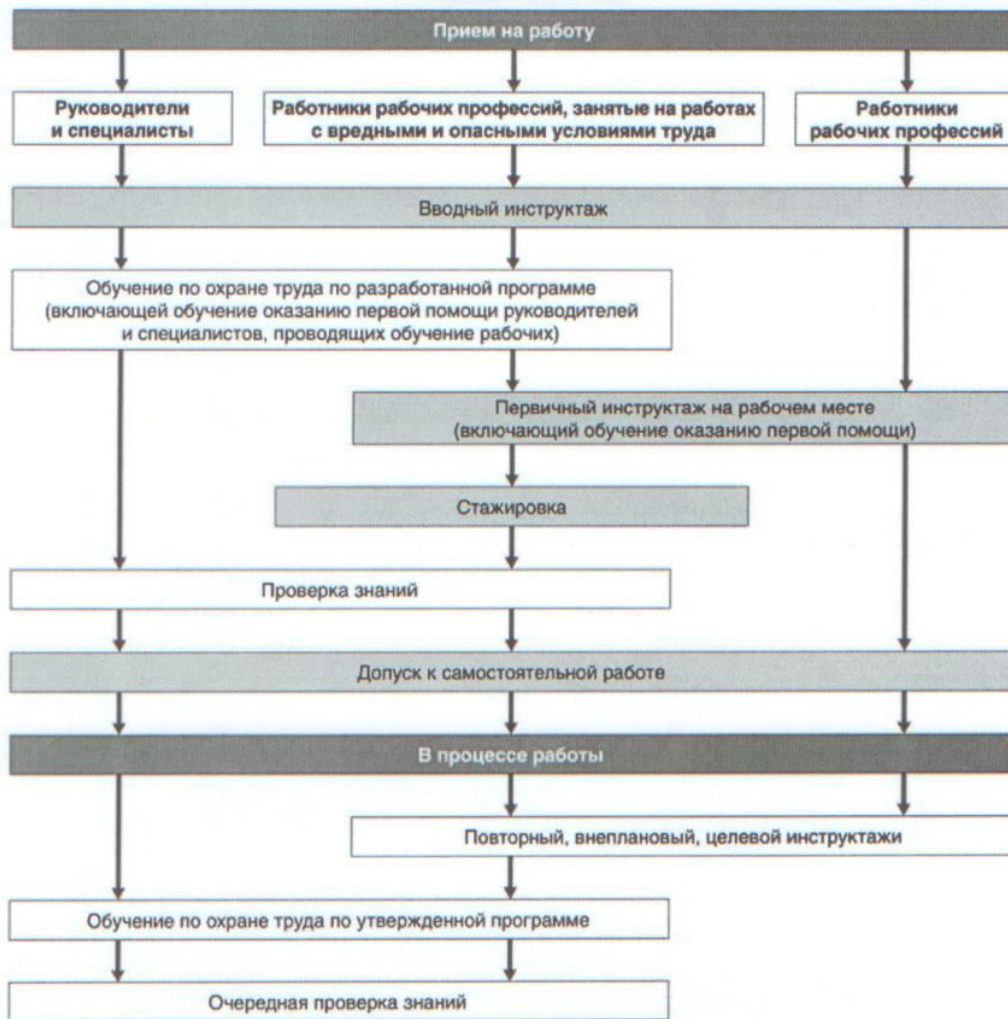 Прием на работу
Руководители
и специалисты
Работники рабочих профессий, занятые на работах
с вредными и опасными условиями труда
Работники
рабочих профессий
Вводный инструктаж
Обучение по охране труда по разработанной программе
(включающей обучение оказанию первой помощи руководителей
и специалистов, проводящих обучение рабочих)
Первичный инструктаж на рабочем месте
(включающий обучение оказанию первой помощи)
Стажировка
Проверка знаний
Допуск к самостоятельной работе
В процессе работы
Повторный, внеплановый, целевой инструктажи
Обучение по охране труда по утвержденной программе
Очередная проверка знаний